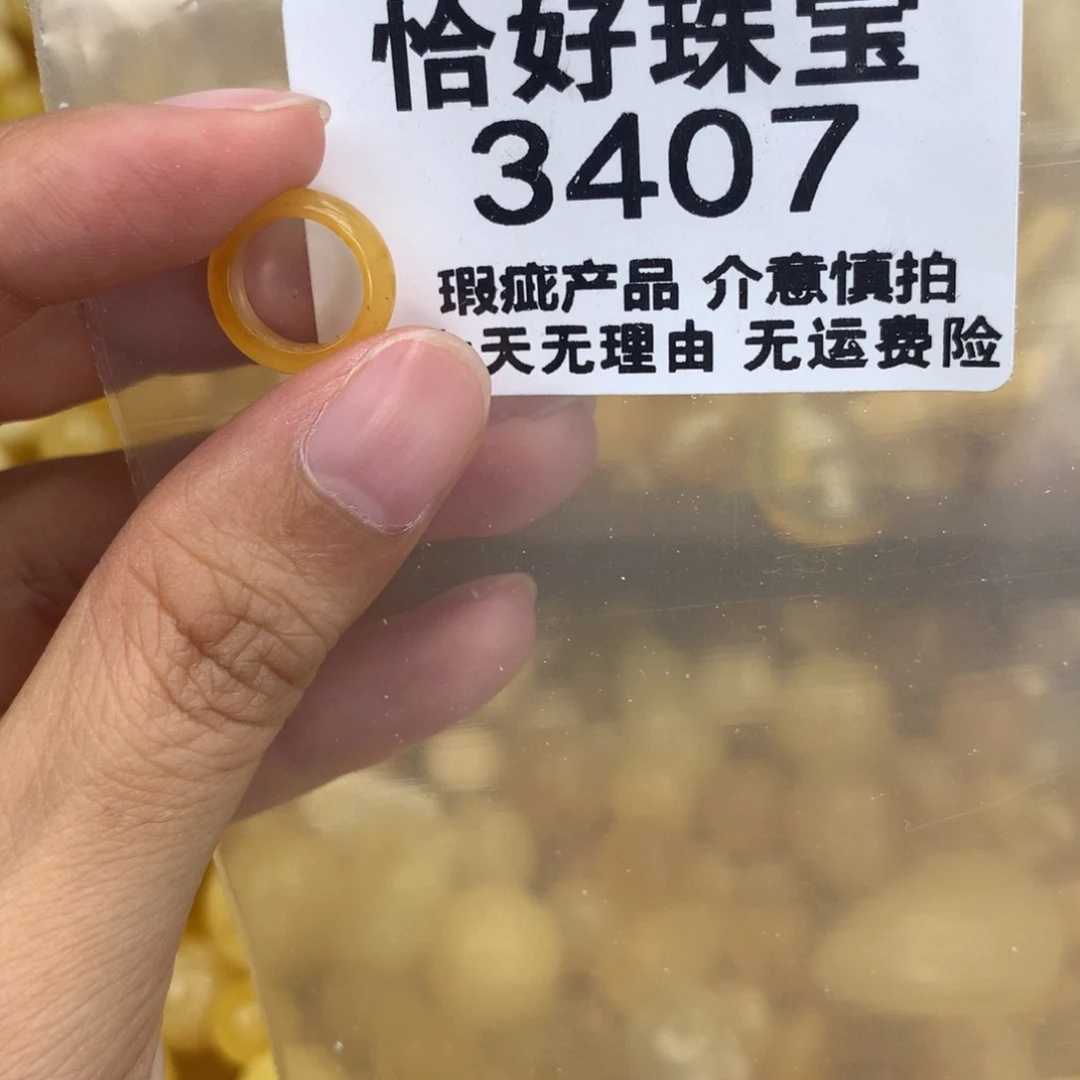 恰好珠宝
3407
瑕疵产品 介意慎拍
天无理由 无运费险